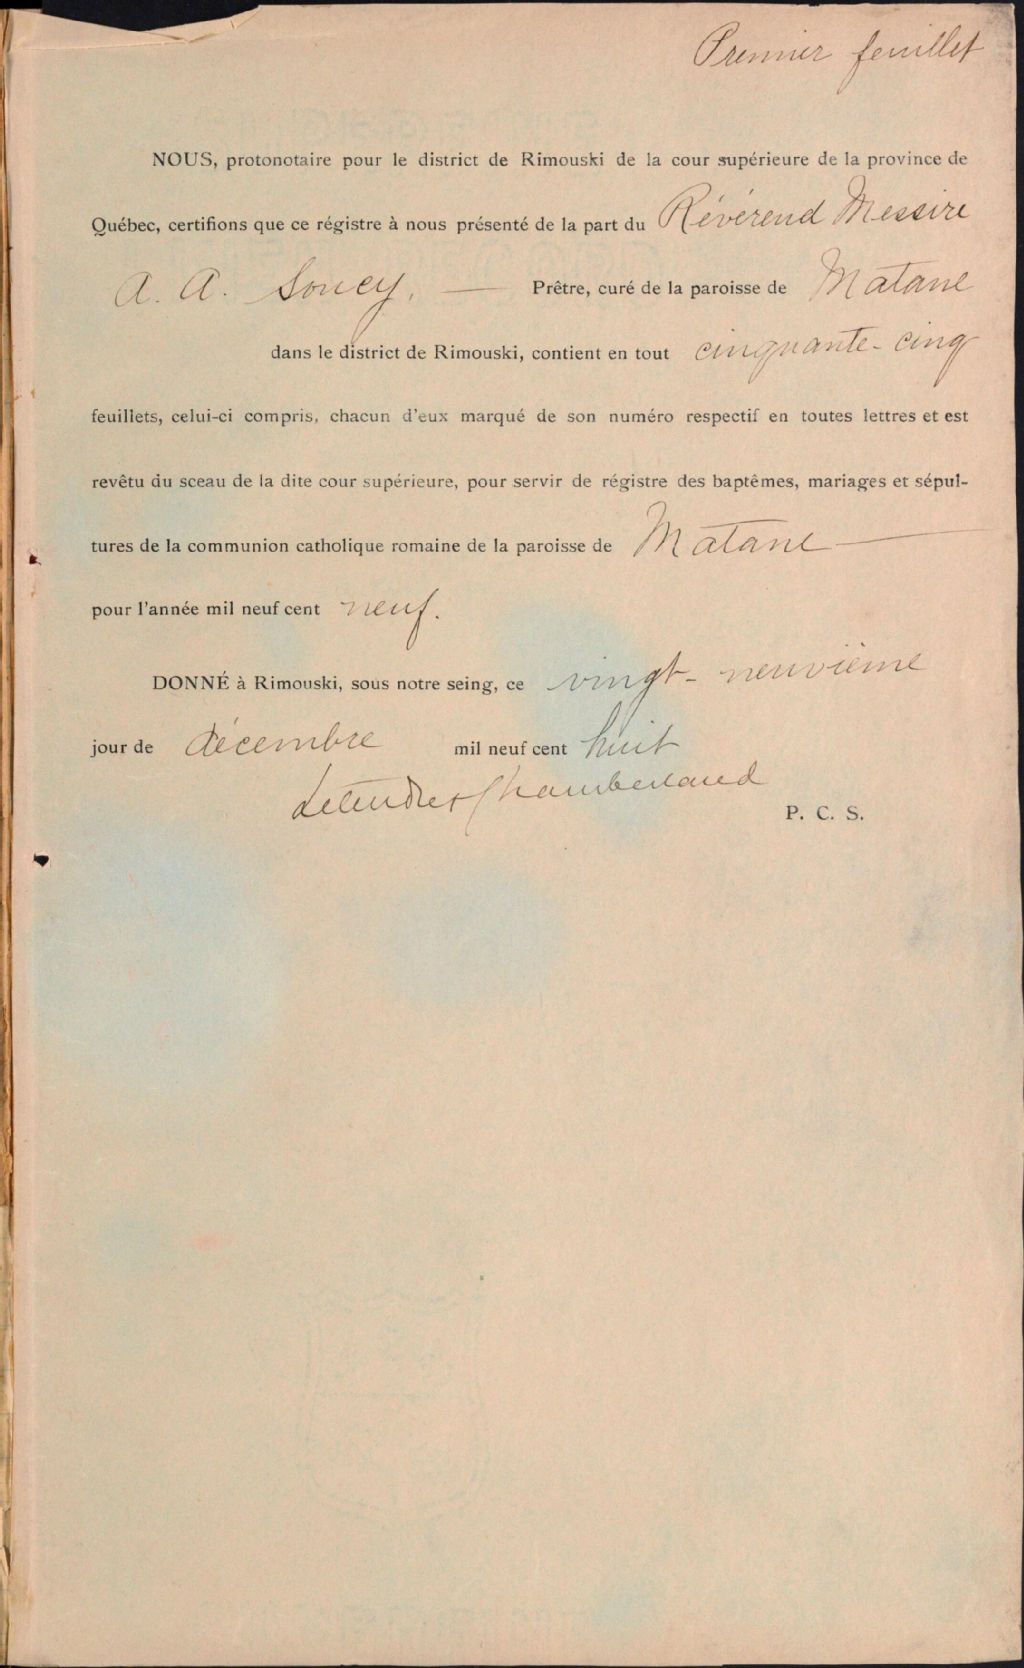 Premier feuillet
NOUS, protonotaire pour le district de Rimouski de la cour supérieure de la province de
Québec, certifions que ce régistre à nous présenté de la part du Révérend Messire
A. A. Soucy. — Prêtre, curé de la paroisse de Matane
dans le district de Rimouski, contient en tout cinquante-cinq
feuillets, celui-ci compris, chacun d'eux marqué de son numéro respectif en toutes lettres et est
revêtu du sceau de la dite cour supérieure, pour servir de régistre des baptêmes, mariages et sépul-
tures de la communion catholique romaine de la paroisse de Matane —
pour l'année mil neuf cent neuf.
DONNÉ à Rimouski, sous notre seing, ce vingt-neuvième
jour de décembre mil neuf cent huit
Letendre & Chamberland
P. C. S.